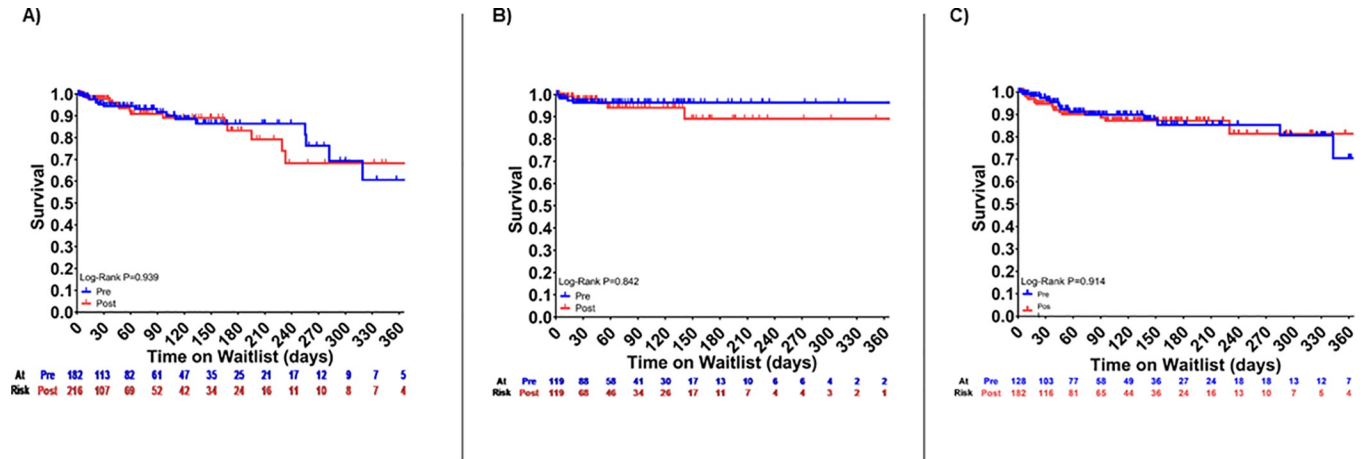 A)
1.0
0.9
0.8
0.7
0.6
0.5
0.4
0.3
0.2
0.1
0.0
Survival
Log-Rank P=0.939
Pre
Post
0 30 60 90 120 150 180 210 240 270 300 330 360
Time on Waitlist (days)
At Pre 182 113 82 61 47 35 25 21 17 12 9 7 5
Risk Post 216 107 69 52 42 34 24 16 11 10 8 7 4
B)
1.0
0.9
0.8
0.7
0.6
0.5
0.4
0.3
0.2
0.1
0.0
Survival
Log-Rank P=0.842
Pre
Post
0 30 60 90 120 150 180 210 240 270 300 330 360
Time on Waitlist (days)
At Pre 119 88 58 41 30 17 13 10 6 6 4 2 2
Risk Post 119 68 46 34 26 17 11 7 4 4 3 2 1
C)
1.0
0.9
0.8
0.7
0.6
0.5
0.4
0.3
0.2
0.1
0.0
Survival
Log-Rank P=0.914
Pre
Pos
0 30 60 90 120 150 180 210 240 270 300 330 360
Time on Waitlist (days)
At Pre 128 103 77 58 49 36 27 24 18 18 13 12 7
Risk Post 182 116 81 65 44 36 24 16 13 10 7 5 4